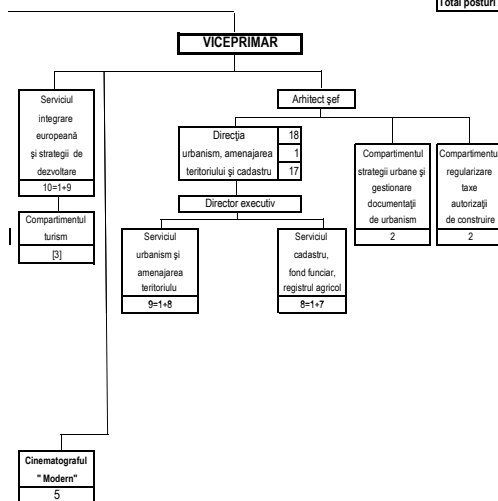 Total posturi
VICEPRIMAR
Serviciul
integrare
europeană
şi strategii de
dezvoltare
10=1+9
Compartimentul
turism
[3]
Arhitect şef
Direcţia 18
urbanism, amenajarea 1
teritoriului şi cadastru 17
Director executiv
Serviciul
urbanism şi
amenajarea
teritoriulu
9=1+8
Serviciul
cadastru,
fond funciar,
registrul agricol
8=1+7
Compartimentul
strategii urbane şi
gestionare
documentaţii
de urbanism
2
Compartimentu
regularizare
taxe
autorizaţii
de construire
2
Cinematograful
" Modern"
5